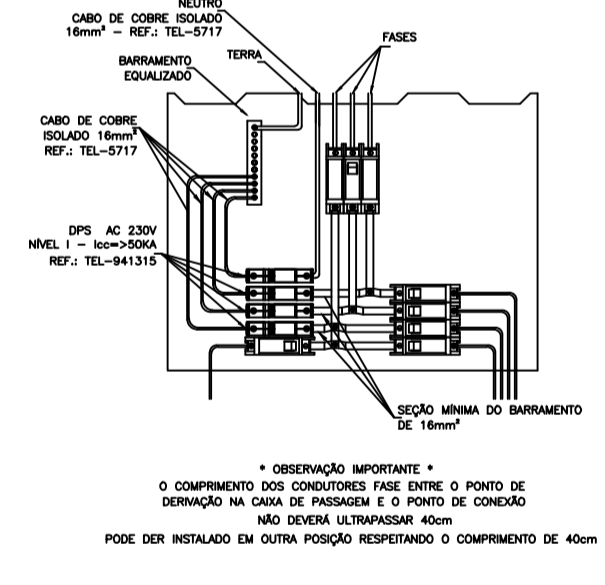 NEUTRO
CABO DE COBRE ISOLADO
16mm² – REF.: TEL–5717
TERRA
FASES
BARRAMENTO
EQUALIZADO
CABO DE COBRE
ISOLADO 16mm²
REF.: TEL–5717
DPS AC 230V
NÍVEL I – Icc=>50KA
REF.: TEL–941315
SEÇÃO MÍNIMA DO BARRAMENTO
DE 16mm²
* OBSERVAÇÃO IMPORTANTE *
O COMPRIMENTO DOS CONDUTORES FASE ENTRE O PONTO DE
DERIVAÇÃO NA CAIXA DE PASSAGEM E O PONTO DE CONEXÃO
NÃO DEVERÁ ULTRAPASSAR 40cm
PODE DER INSTALADO EM OUTRA POSIÇÃO RESPEITANDO O COMPRIMENTO DE 40cm